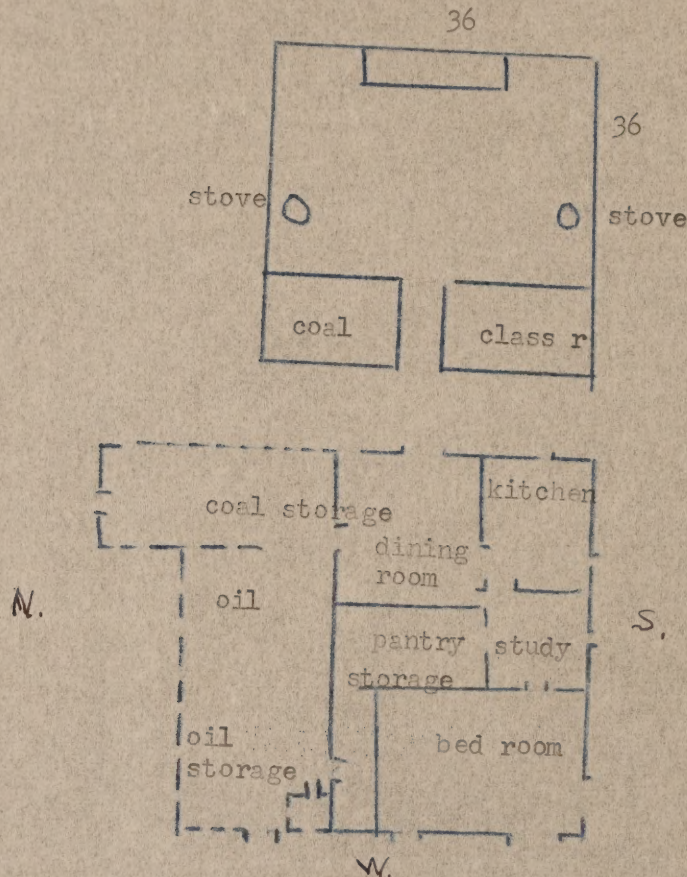 36
36
stove
stove
coal
class r
kitchen
coal storage
dining
room
oil
N.
S.
pantry
study
storage
oil
storage
bed room
W.